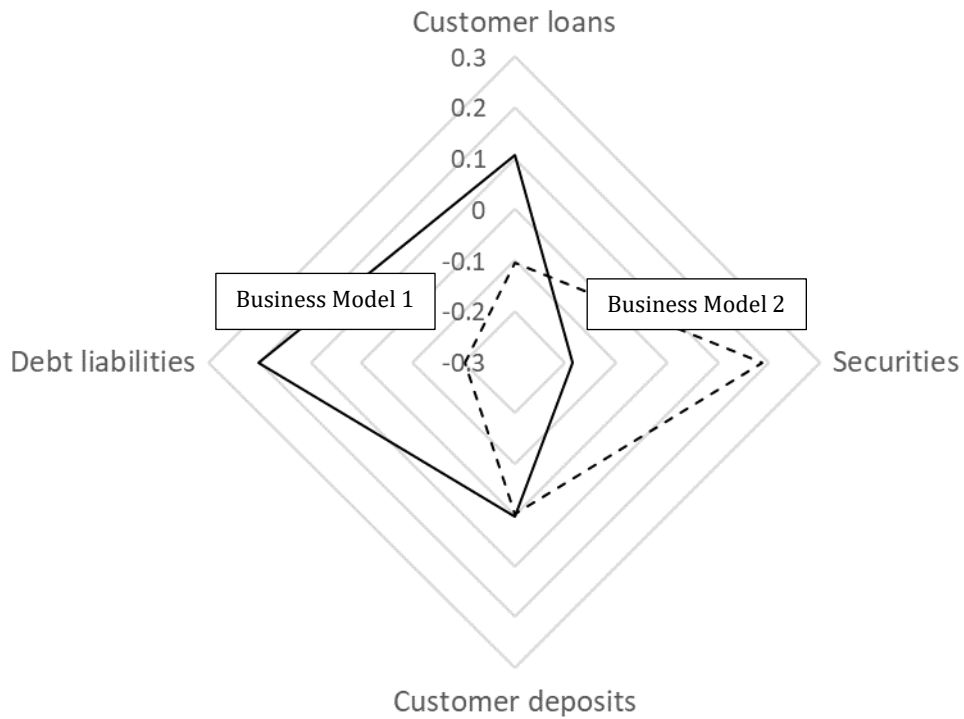 Customer loans
0.3
0.2
0.1
0
-0.1
-0.2
-0.3
Business Model 1
Business Model 2
Debt liabilities
Securities
Customer deposits